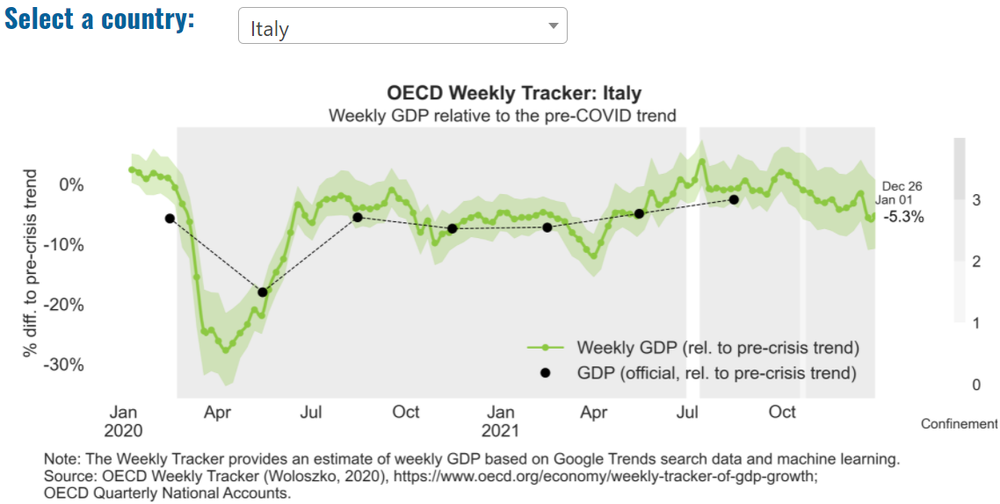 Select a country:
Italy
OECD Weekly Tracker: Italy
Weekly GDP relative to the pre-COVID trend
% diff. to pre-crisis trend
0%
-10%
-20%
-30%
Dec 26
Jan 01
-5.3%
Weekly GDP (rel. to pre-crisis trend)
GDP (official, rel. to pre-crisis trend)
3
2
1
0
Confinement
Jan Apr Jul Oct Jan Apr Jul Oct
2020 2021
Note: The Weekly Tracker provides an estimate of weekly GDP based on Google Trends search data and machine learning.
Source: OECD Weekly Tracker (Woloszko, 2020), https://www.oecd.org/economy/weekly-tracker-of-gdp-growth;
OECD Quarterly National Accounts.